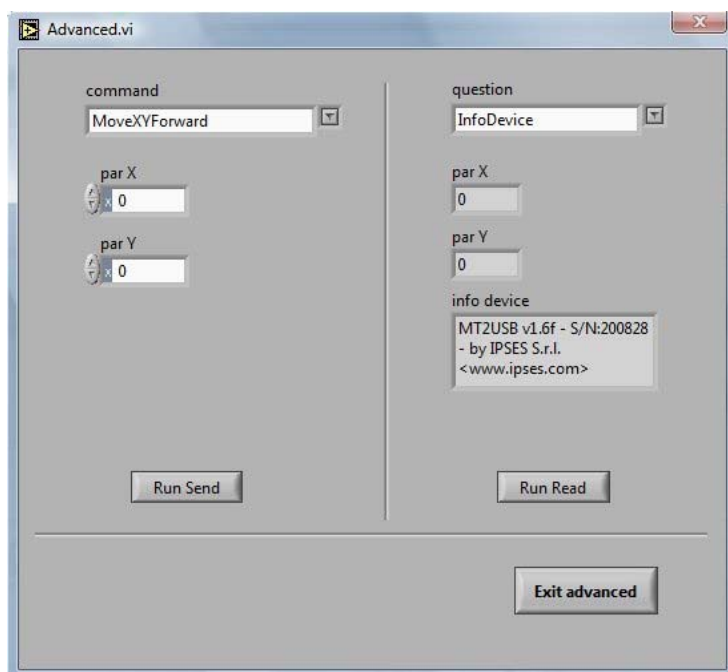 Advanced.vi
command
MoveXYForward
par X
x 0
par Y
x 0
Run Send
question
InfoDevice
par X
0
par Y
0
info device
MT2USB v1.6f - S/N:200828
- by IPSES S.r.l.
<www.ipses.com>
Run Read
Exit advanced